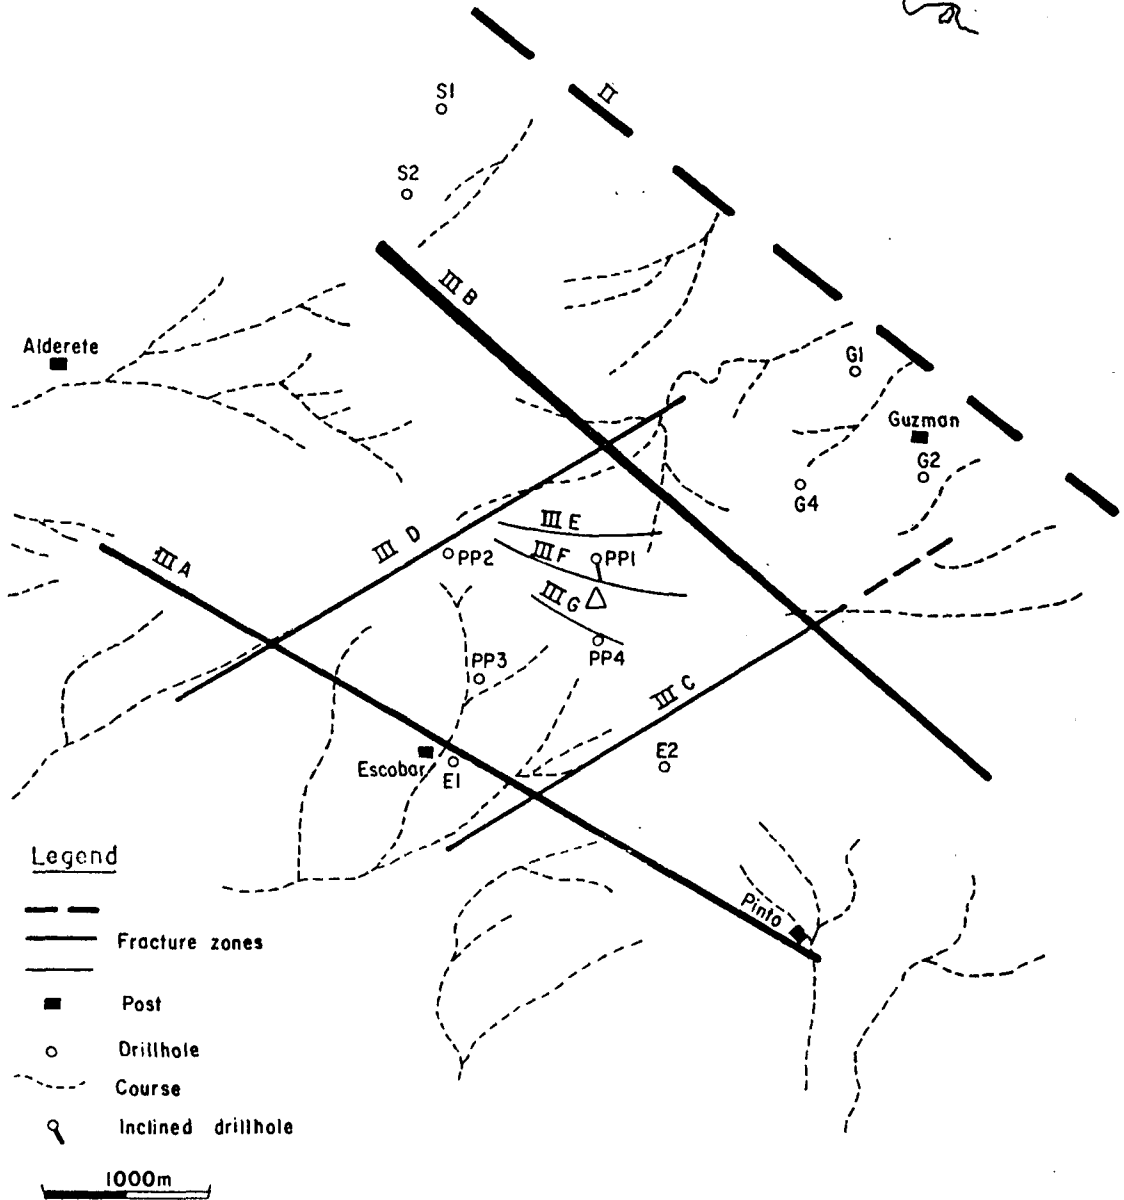 S1
II
S2
III B
Alderete
G1
Guzman
G2
G4
III E
III D
III F
PP1
PP2
III A
III G
PP4
PP3
III C
E2
Escobar
E1
Legend
Pinto
Fracture zones
Post
Drillhole
Course
Inclined drillhole
1000m